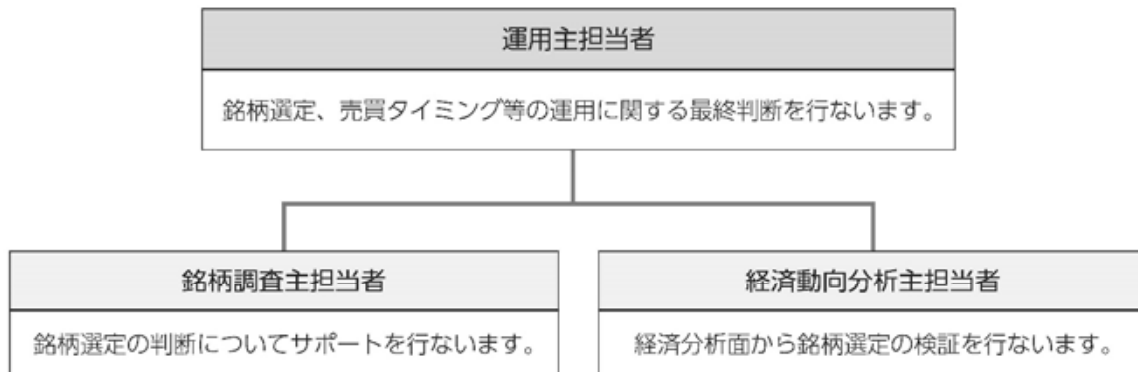 運用主担当者
銘柄選定、売買タイミング等の運用に関する最終判断を行ないます。
銘柄調査主担当者
銘柄選定の判断についてサポートを行ないます。
経済動向分析主担当者
経済分析面から銘柄選定の検証を行ないます。